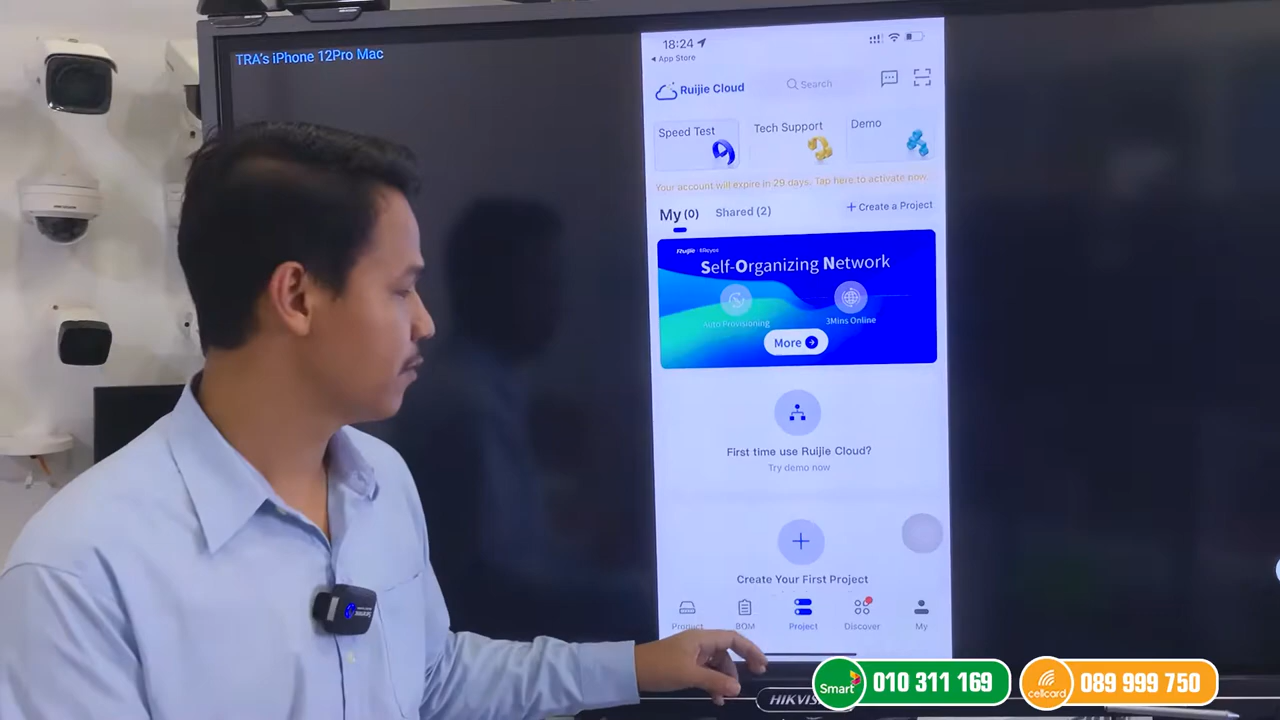 TRA's iPhone 12Pro Mac
18:24
App Store
Ruijie Cloud
Search
Speed Test
Tech Support
Demo
Your account will expire in 29 days. Tap here to activate now.
My (0)
Shared (2)
+ Create a Project
Ruijie
Self-Organizing Network
Auto Provisioning
3Mins Online
More
First time use Ruijie Cloud?
Try demo now
Create Your First Project
Product
BOM
Project
Discover
My
Smart
010 311 169
cellcard
089 999 750